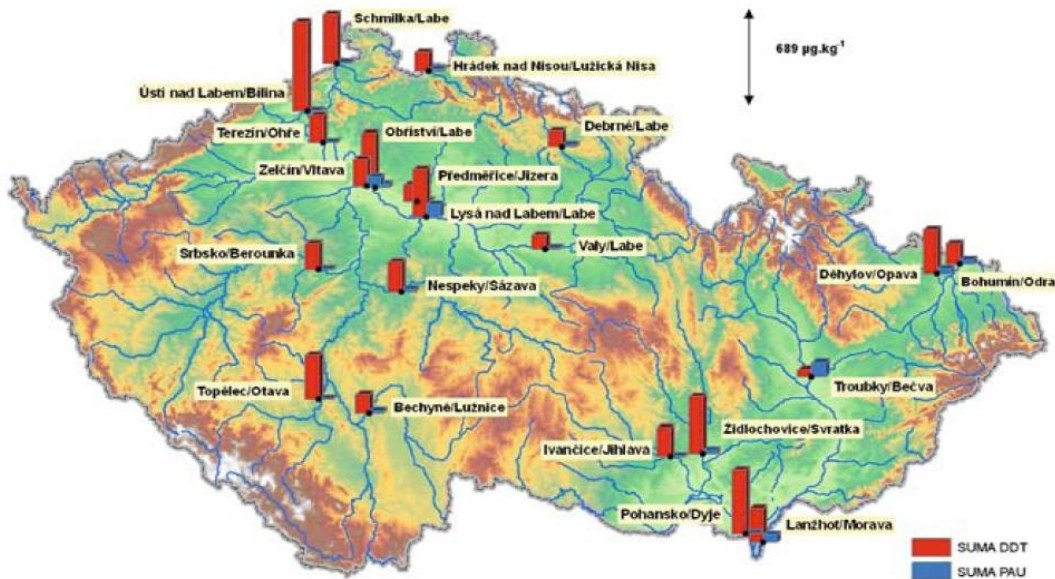 Schmilka/Labe
689 µg.kg⁻¹
Hrádek nad Nisou/Lužická Nisa
Ústí nad Labem/Bílina
Terezín/Ohře
Obříství/Labe
Debrné/Labe
Zelčín/Vltava
Předměřice/Jizera
Lysá nad Labem/Labe
Valy/Labe
Srbsko/Berounka
Děhylov/Opava
Bohumín/Odra
Nespeky/Sázava
Topělec/Otava
Troubky/Bečva
Bechyně/Lužnice
Židlochovice/Svratka
Ivančice/Jihlava
Pohansko/Dyje
Lanžhot/Morava
SUMA DDT
SUMA PAU